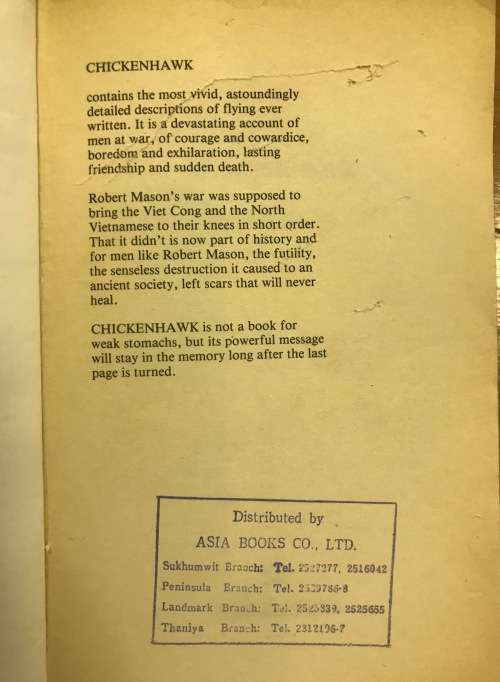 CHICKENHAWK
contains the most vivid, astoundingly
detailed descriptions of flying ever
written. It is a devastating account of
men at war, of courage and cowardice,
boredom and exhilaration, lasting
friendship and sudden death.
Robert Mason's war was supposed to
bring the Viet Cong and the North
Vietnamese to their knees in short order.
That it didn't is now part of history and
for men like Robert Mason, the futility,
the senseless destruction it caused to an
ancient society, left scars that will never
heal.
CHICKENHAWK is not a book for
weak stomachs, but its powerful message
will stay in the memory long after the last
page is turned.
Distributed by
ASIA BOOKS CO., LTD.
Sukhumwit Branch: Tel. 2516042
Peninsula Branch: Tel.
Landmark Branch: Tel.
Thaniya Branch: Tel.